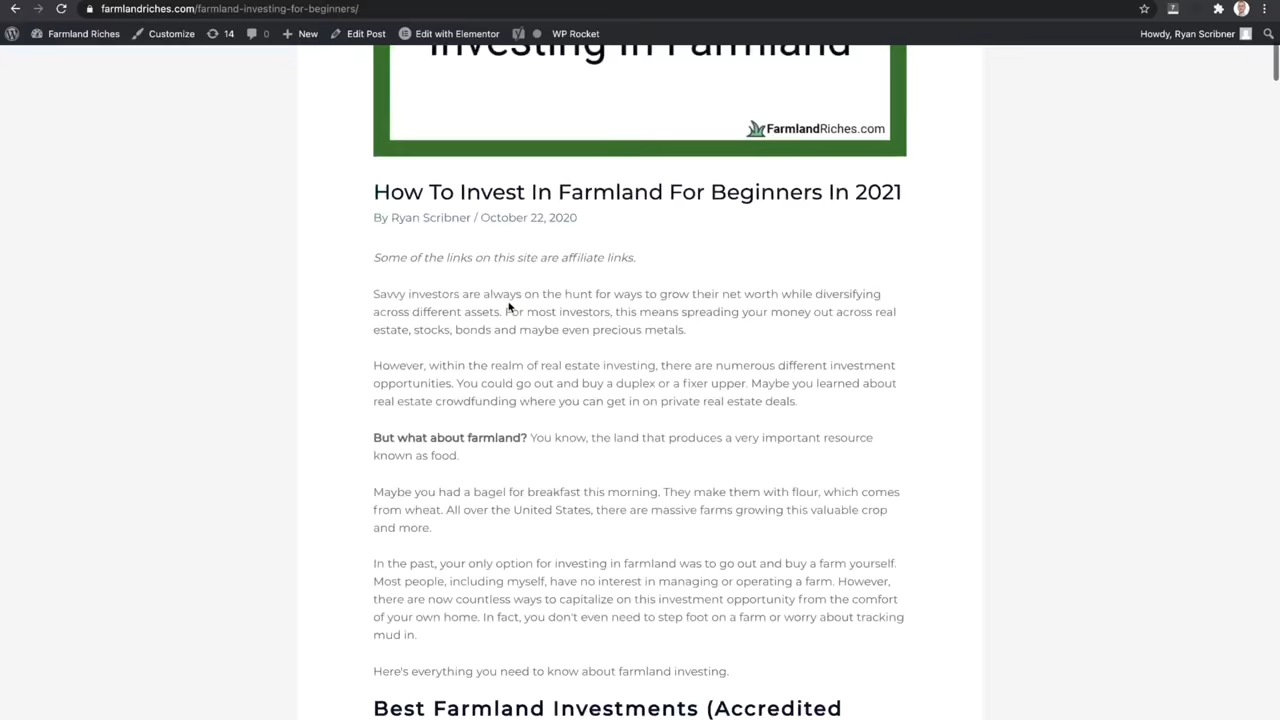 farmlandriches.com/farmland-investing-for-beginners/
Farmland Riches Customize 14 0 New Edit Post Edit with Elementor WP Rocket Howdy, Ryan Scribner
Investing In Farmland
FarmlandRiches.com
How To Invest In Farmland For Beginners In 2021
By Ryan Scribner / October 22, 2020
Some of the links on this site are affiliate links.
Savvy investors are always on the hunt for ways to grow their net worth while diversifying
across different assets. For most investors, this means spreading your money out across real
estate, stocks, bonds and maybe even precious metals.
However, within the realm of real estate investing, there are numerous different investment
opportunities. You could go out and buy a duplex or a fixer upper. Maybe you learned about
real estate crowdfunding where you can get in on private real estate deals.
But what about farmland? You know, the land that produces a very important resource
known as food.
Maybe you had a bagel for breakfast this morning. They make them with flour, which comes
from wheat. All over the United States, there are massive farms growing this valuable crop
and more.
In the past, your only option for investing in farmland was to go out and buy a farm yourself.
Most people, including myself, have no interest in managing or operating a farm. However,
there are now countless ways to capitalize on this investment opportunity from the comfort
of your own home. In fact, you don't even need to step foot on a farm or worry about tracking
mud in.
Here's everything you need to know about farmland investing.
Best Farmland Investments (Accredited